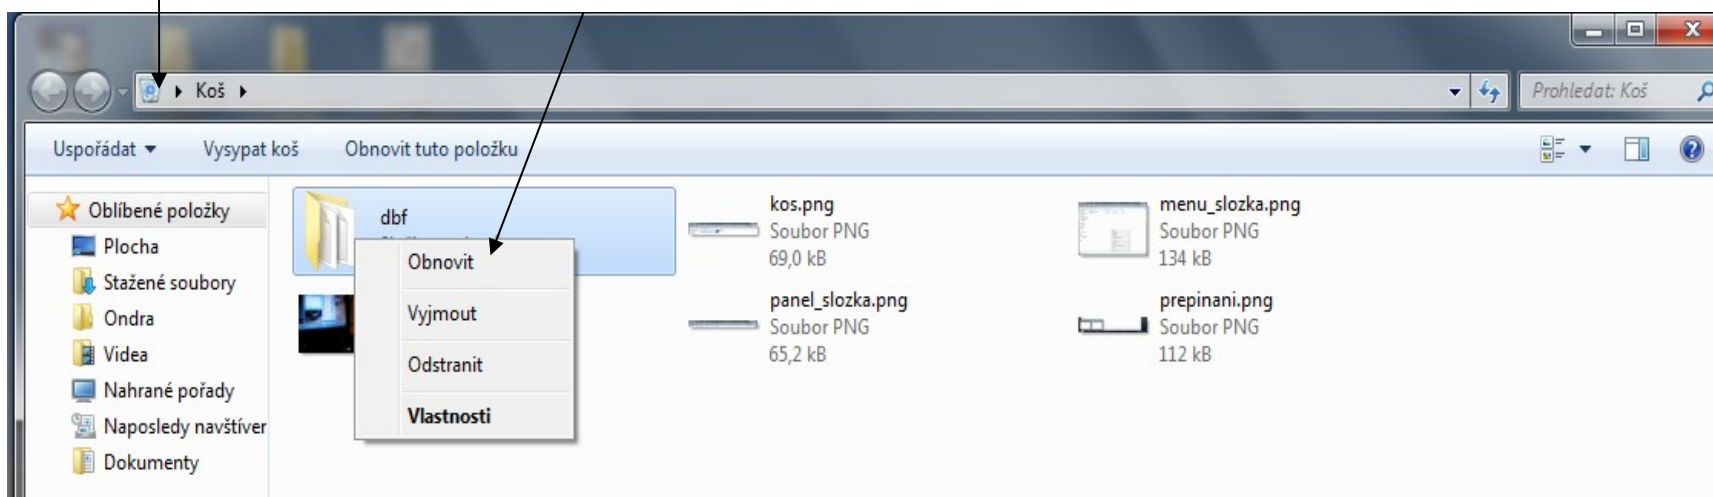 Koš
Prohledat: Koš
Uspořádat
Vysypat koš
Obnovit tuto položku
Oblíbené položky
Plocha
Stažené soubory
Ondra
Videa
Nahrané pořady
Naposledy navštíver
Dokumenty
dbf
Obnovit
Vyjmout
Odstranit
Vlastnosti
kos.png
Soubor PNG
69,0 kB
menu_slozka.png
Soubor PNG
134 kB
panel_slozka.png
Soubor PNG
65,2 kB
prepinani.png
Soubor PNG
112 kB